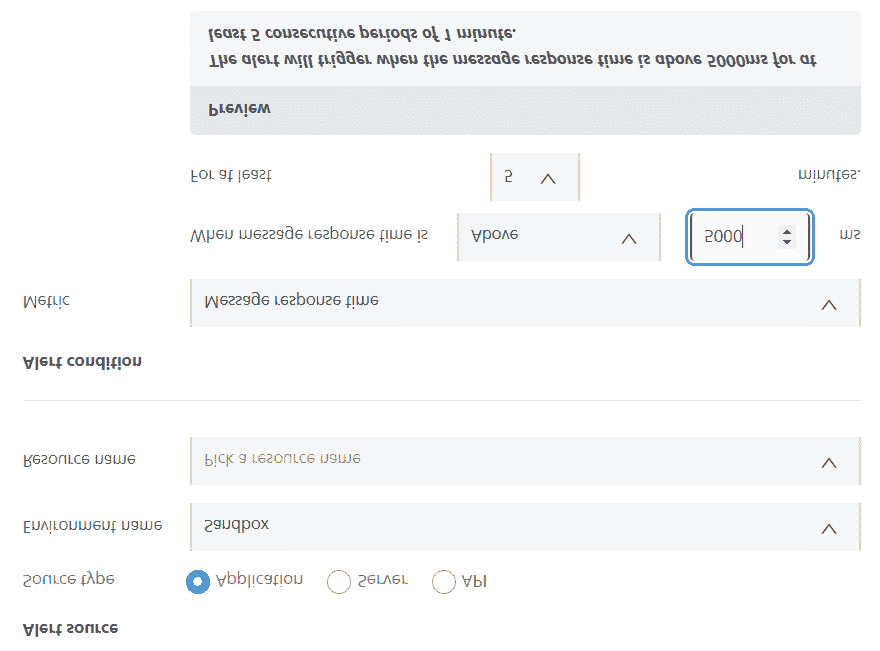 Alert source
Source type Application Server API
Environment name Sandbox
Resource name Pick a resource name
Alert condition
Metric Message response time
When message response time is Above 5000 ms
For at least 5 minutes.
Preview
The alert will trigger when the message response time is above 5000ms for at
least 5 consecutive periods of 1 minute.